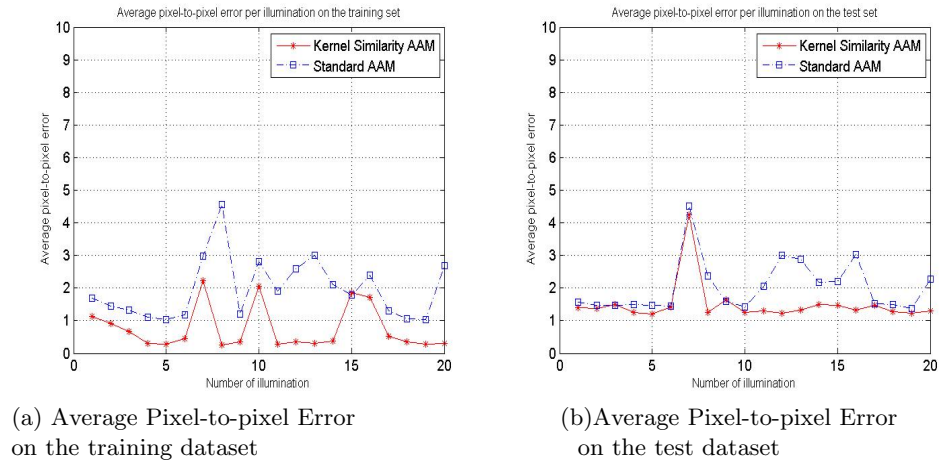 Average pixel-to-pixel error per illumination on the training set
10
9
8
7
6
5
4
3
2
1
0
Average pixel-to-pixel error
Kernel Similarity AAM
Standard AAM
0 5 10 15 20
Number of illumination
(a) Average Pixel-to-pixel Error
on the training dataset
Average pixel-to-pixel error per illumination on the test set
10
9
8
7
6
5
4
3
2
1
0
Average pixel-to-pixel error
Kernel Similarity AAM
Standard AAM
0 5 10 15 20
Number of illumination
(b)Average Pixel-to-pixel Error
on the test dataset